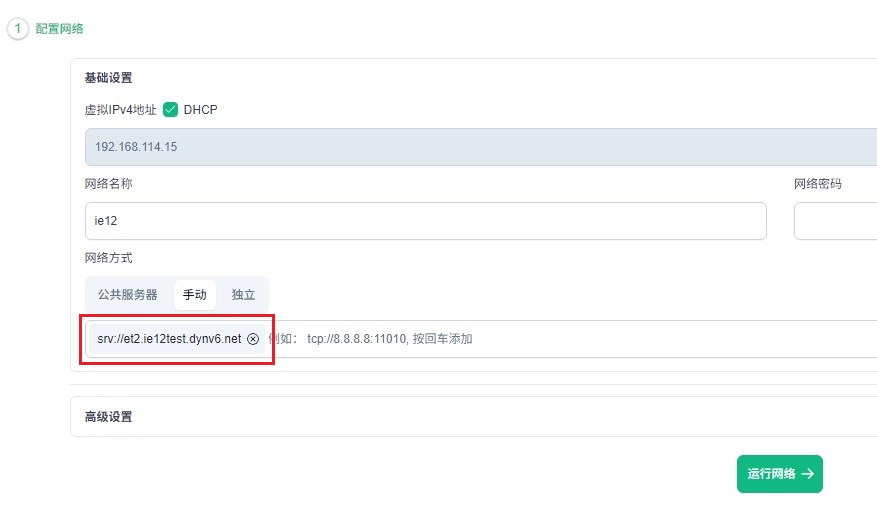 1 配置网络
基础设置
虚拟IPv4地址 DHCP
192.168.114.15
网络名称 网络密码
ie12
网络方式
公共服务器 手动 独立
srv://et2.ie12test.dynv6.net 例如： tcp://8.8.8.8:11010, 按回车添加
高级设置
运行网络